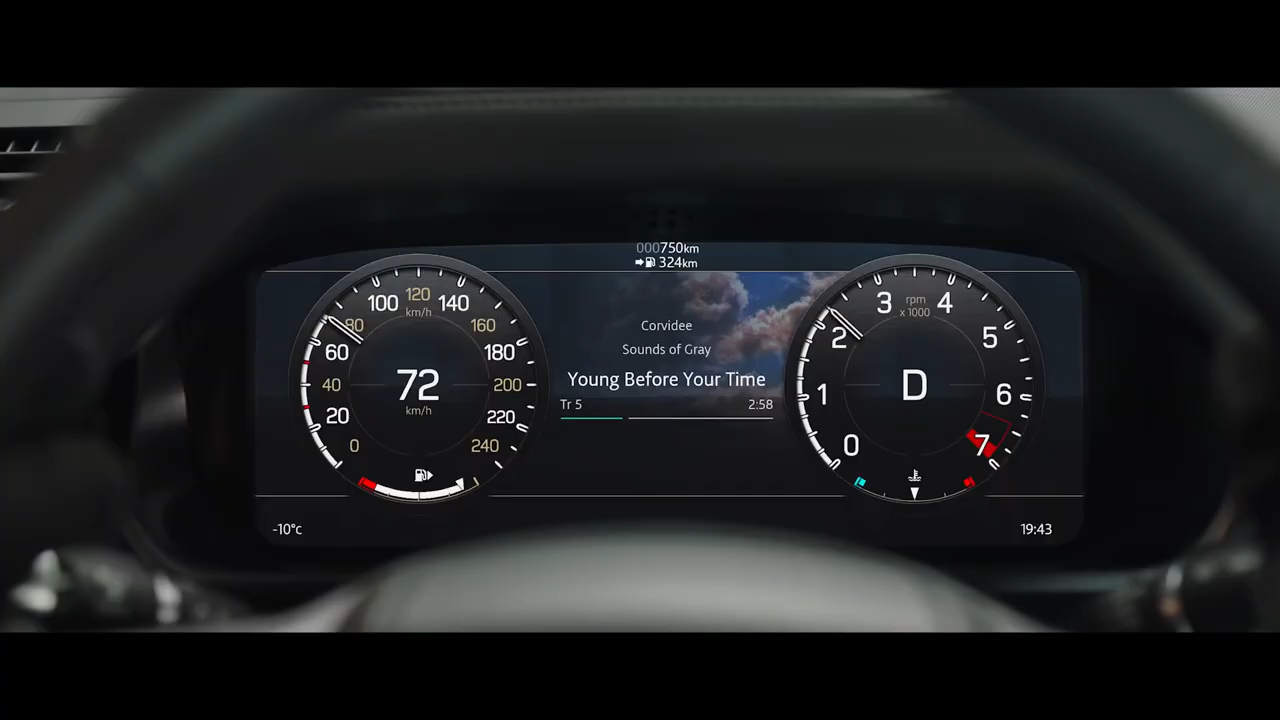 000750km
324km
100 120 140
km/h
80
160
60
180
40
200
20
220
0
240
72
km/h
Corvidee
Sounds of Gray
Young Before Your Time
Tr 5 2:58
3 rpm 4
x 1000
2
5
1
6
0
7
D
-10°c
19:43